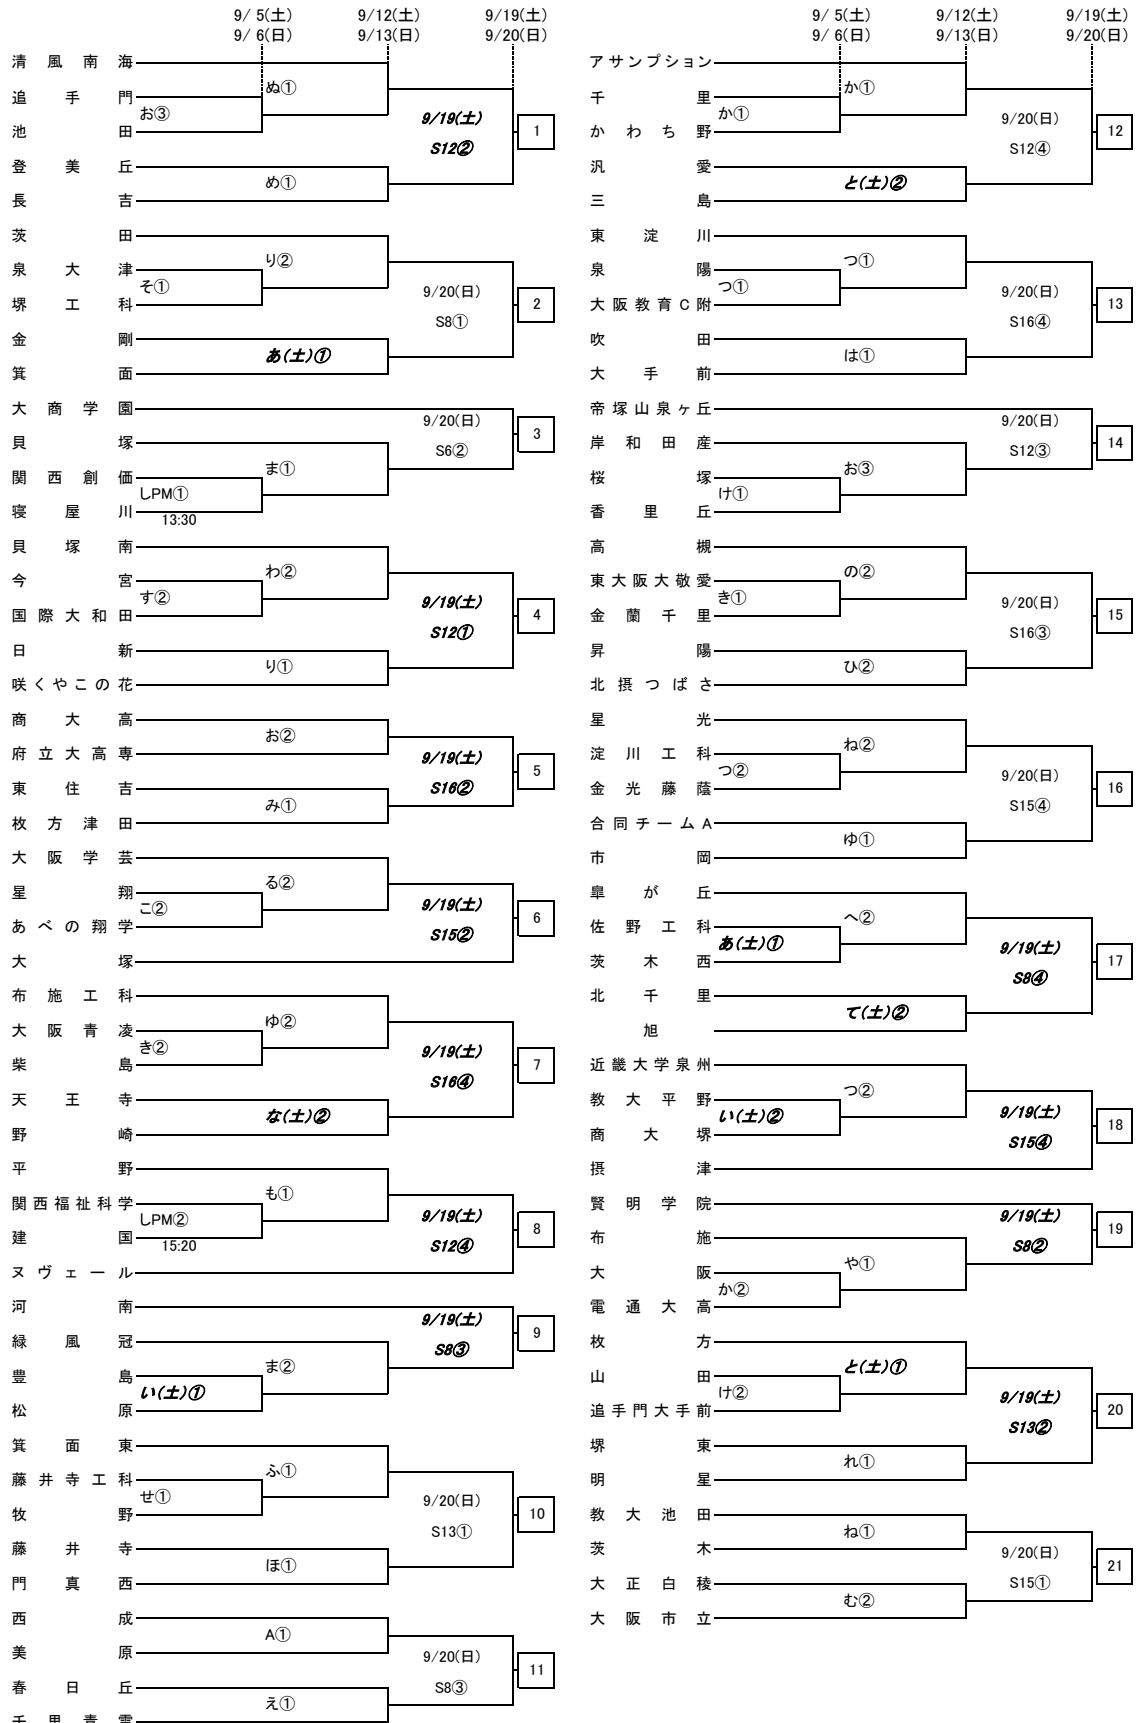 9/ 5(土) 9/12(土) 9/19(土)
9/ 6(日) 9/13(日) 9/20(日)
清風南海
ぬ①
追手門
お③
9/19(土)
池田
1
S12②
登美丘
め①
長吉
茨田
り②
泉大津
そ①
9/20(日)
堺工科
2
S8①
金剛
あ(土)①
箕面
大商学園
9/20(日)
3
貝塚
S6②
ま①
関西創価
しPM①
寝屋川
13:30
貝塚南
わ②
今宮
す②
9/19(土)
国際大和田
4
S12①
日新
り①
咲くやこの花
商大高
お②
府立大高専
9/19(土)
5
東住吉
S16②
み①
枚方津田
大阪学芸
る②
星翔
こ②
9/19(土)
6
あべの翔学
S15②
大塚
布施工科
ゆ②
大阪青凌
き②
9/19(土)
柴島
7
S16④
天王寺
な(土)②
野崎
平野
も①
関西福祉科学
しPM②
9/19(土)
8
建国
15:20
S12④
ヌヴェール
河南
9/19(土)
9
緑風冠
S8③
ま②
豊島
い(土)①
松原
箕面東
ふ①
藤井寺工科
せ①
9/20(日)
牧野
10
S13①
藤井寺
ほ①
門真西
西成
A①
美原
9/20(日)
11
春日丘
S8③
え①
千里青雲
9/ 5(土) 9/12(土) 9/19(土)
9/ 6(日) 9/13(日) 9/20(日)
アサンプション
か①
千里
か①
9/20(日)
かわち野
12
S12④
汎愛
と(土)②
三島
東淀川
つ①
泉陽
つ①
9/20(日)
大阪教育C附
13
S16④
吹田
は①
大手前
帝塚山泉ヶ丘
9/20(日)
14
岸和田産
S12③
お③
桜塚
け①
香里丘
高槻
の②
東大阪大敬愛
き①
9/20(日)
金蘭千里
15
S16③
昇陽
ひ②
北摂つばさ
星光
ね②
淀川工科
つ②
9/20(日)
金光藤蔭
16
S15④
合同チームA
ゆ①
市岡
皐が丘
へ②
佐野工科
あ(土)①
9/19(土)
茨木西
17
S8④
北千里
て(土)②
旭
近畿大学泉州
つ②
教大平野
い(土)②
9/19(土)
18
商大堺
S15④
摂津
賢明学院
9/19(土)
19
布施
S8②
や①
大阪
か②
電通大高
枚方
と(土)①
山田
け②
9/19(土)
追手門大手前
20
S13②
堺東
れ①
明星
教大池田
ね①
茨木
9/20(日)
21
大正白稜
S15①
む②
大阪市立